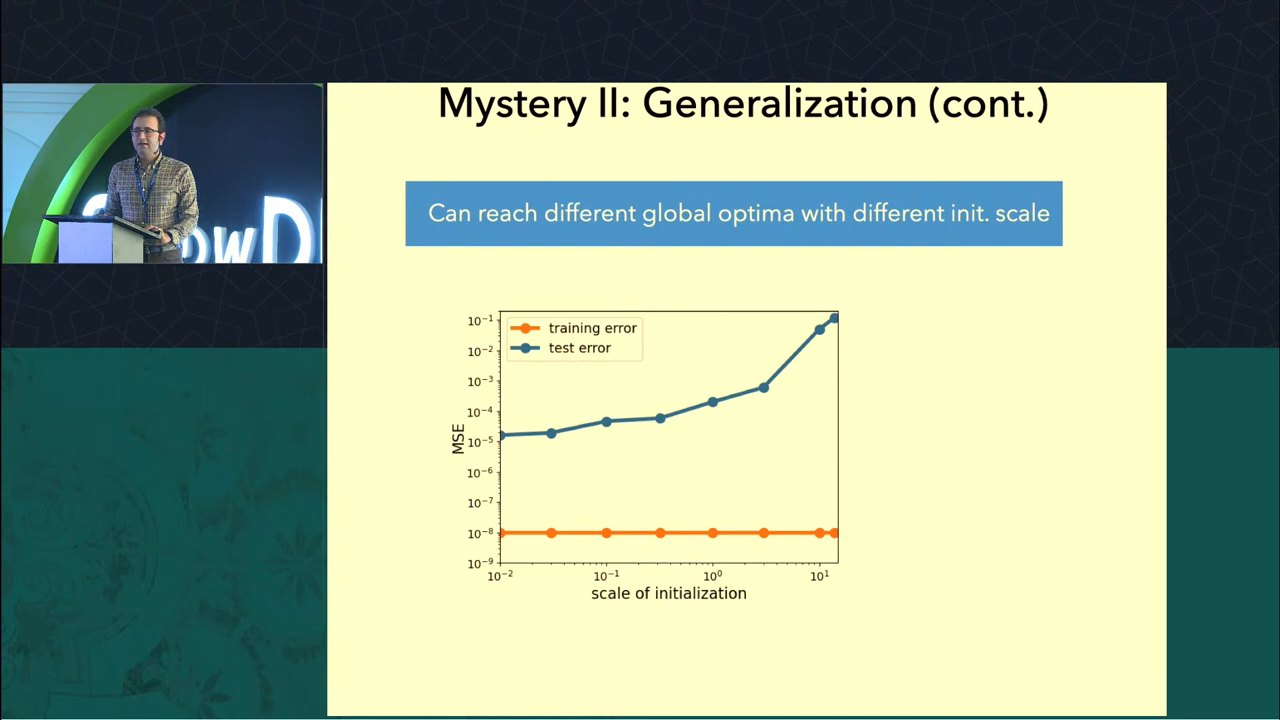 Mystery II: Generalization (cont.)
Can reach different global optima with different init. scale
training error
test error
10⁻¹
10⁻²
10⁻³
10⁻⁴
10⁻⁵
10⁻⁶
10⁻⁷
10⁻⁸
10⁻⁹
MSE
10⁻² 10⁻¹ 10⁰ 10¹
scale of initialization